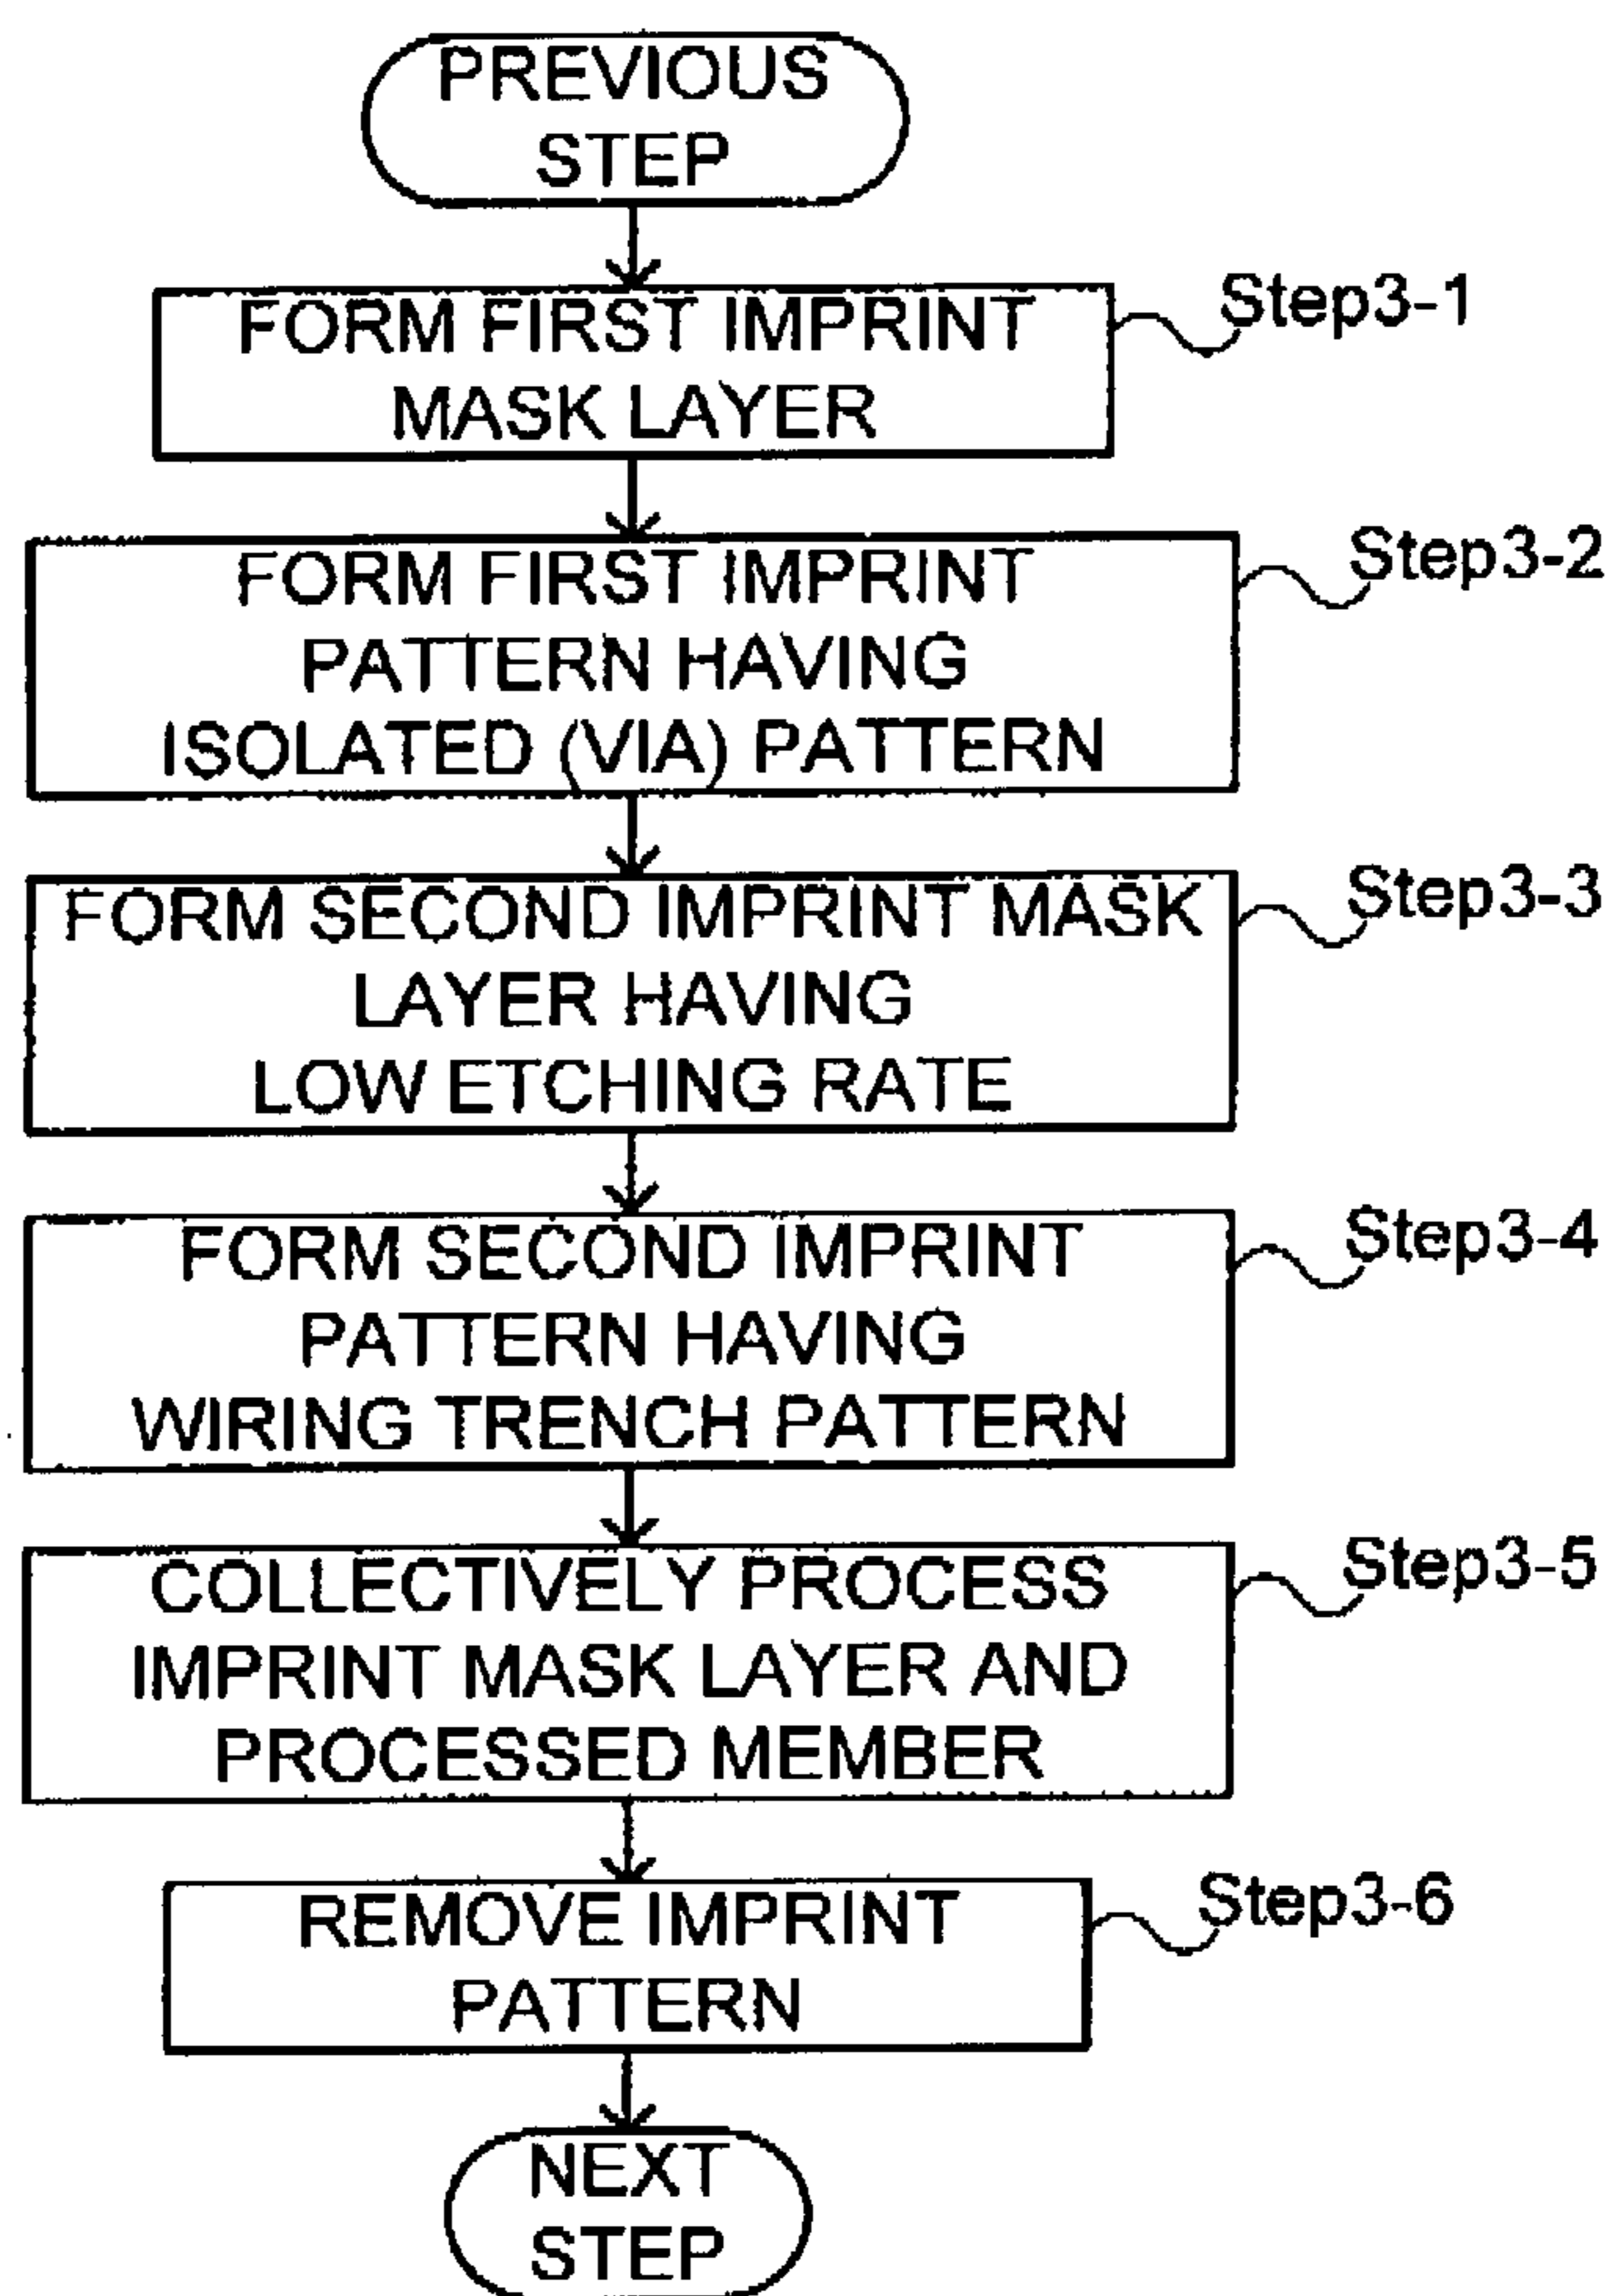 PREVIOUS
STEP
FORM FIRST IMPRINT
MASK LAYER
Step3-1
FORM FIRST IMPRINT
PATTERN HAVING
ISOLATED (VIA) PATTERN
Step3-2
FORM SECOND IMPRINT MASK
LAYER HAVING
LOW ETCHING RATE
Step3-3
FORM SECOND IMPRINT
PATTERN HAVING
WIRING TRENCH PATTERN
Step3-4
COLLECTIVELY PROCESS
IMPRINT MASK LAYER AND
PROCESSED MEMBER
Step3-5
REMOVE IMPRINT
PATTERN
Step3-6
NEXT
STEP